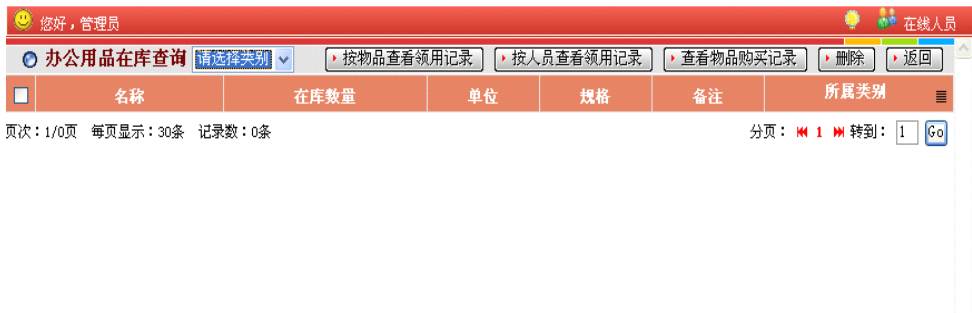 您好，管理员 在线人员
办公用品在库查询 请选择类别 按物品查看领用记录 按人员查看领用记录 查看物品购买记录 删除 返回
名称 在库数量 单位 规格 备注 所属类别
页次：1/0页 每页显示：30条 记录数：0条 分页： 1 转到： 1 Go